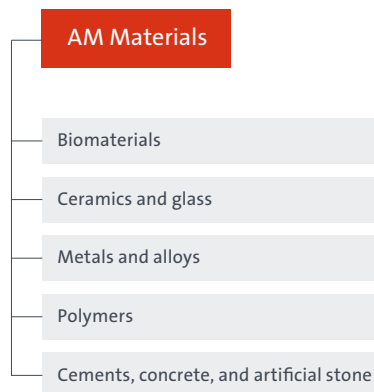 AM Materials
Biomaterials
Ceramics and glass
Metals and alloys
Polymers
Cements, concrete, and artificial stone